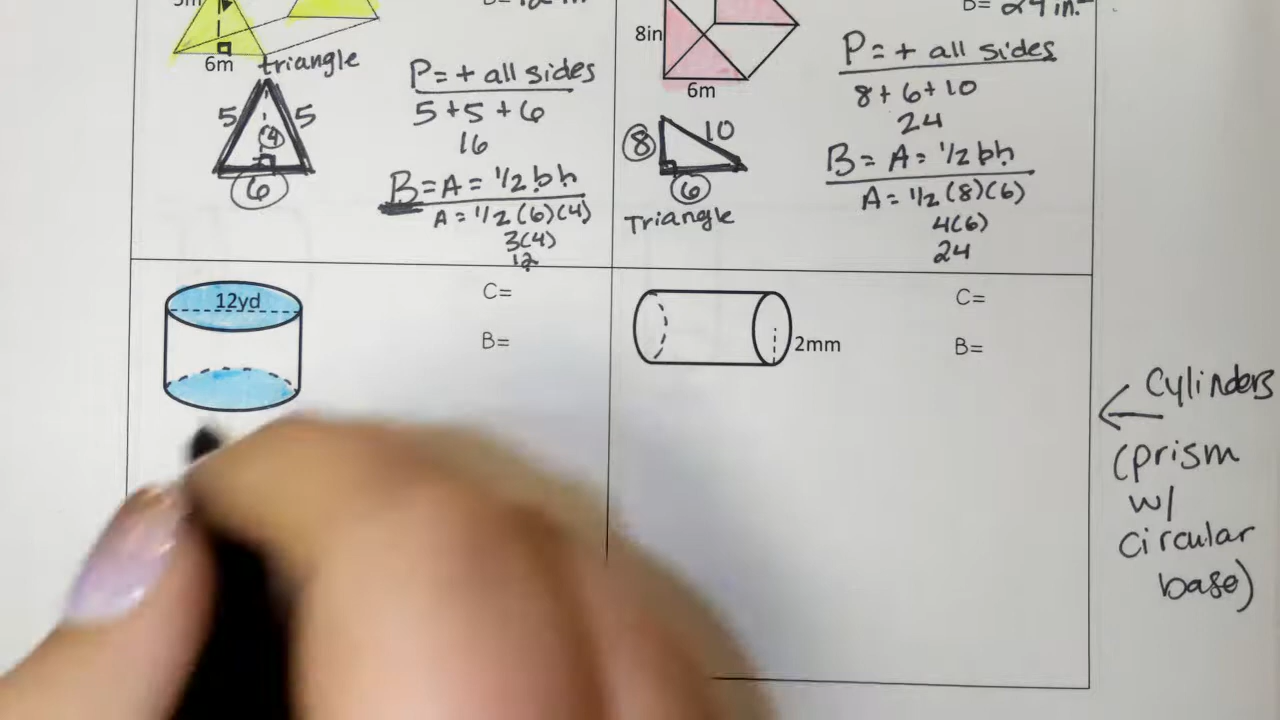 6m
triangle
5
5
4
6
P = + all sides
5 + 5 + 6
16
B = A = 1/2 bh
A = 1/2 (6)(4)
3(4)
12
8in
6m
8
10
6
Triangle
P = + all sides
8 + 6 + 10
24
B = A = 1/2 bh
A = 1/2 (8)(6)
4(6)
24
12yd
C=
B=
2mm
C=
B=
Cylinders
(prism
w/
circular
base)